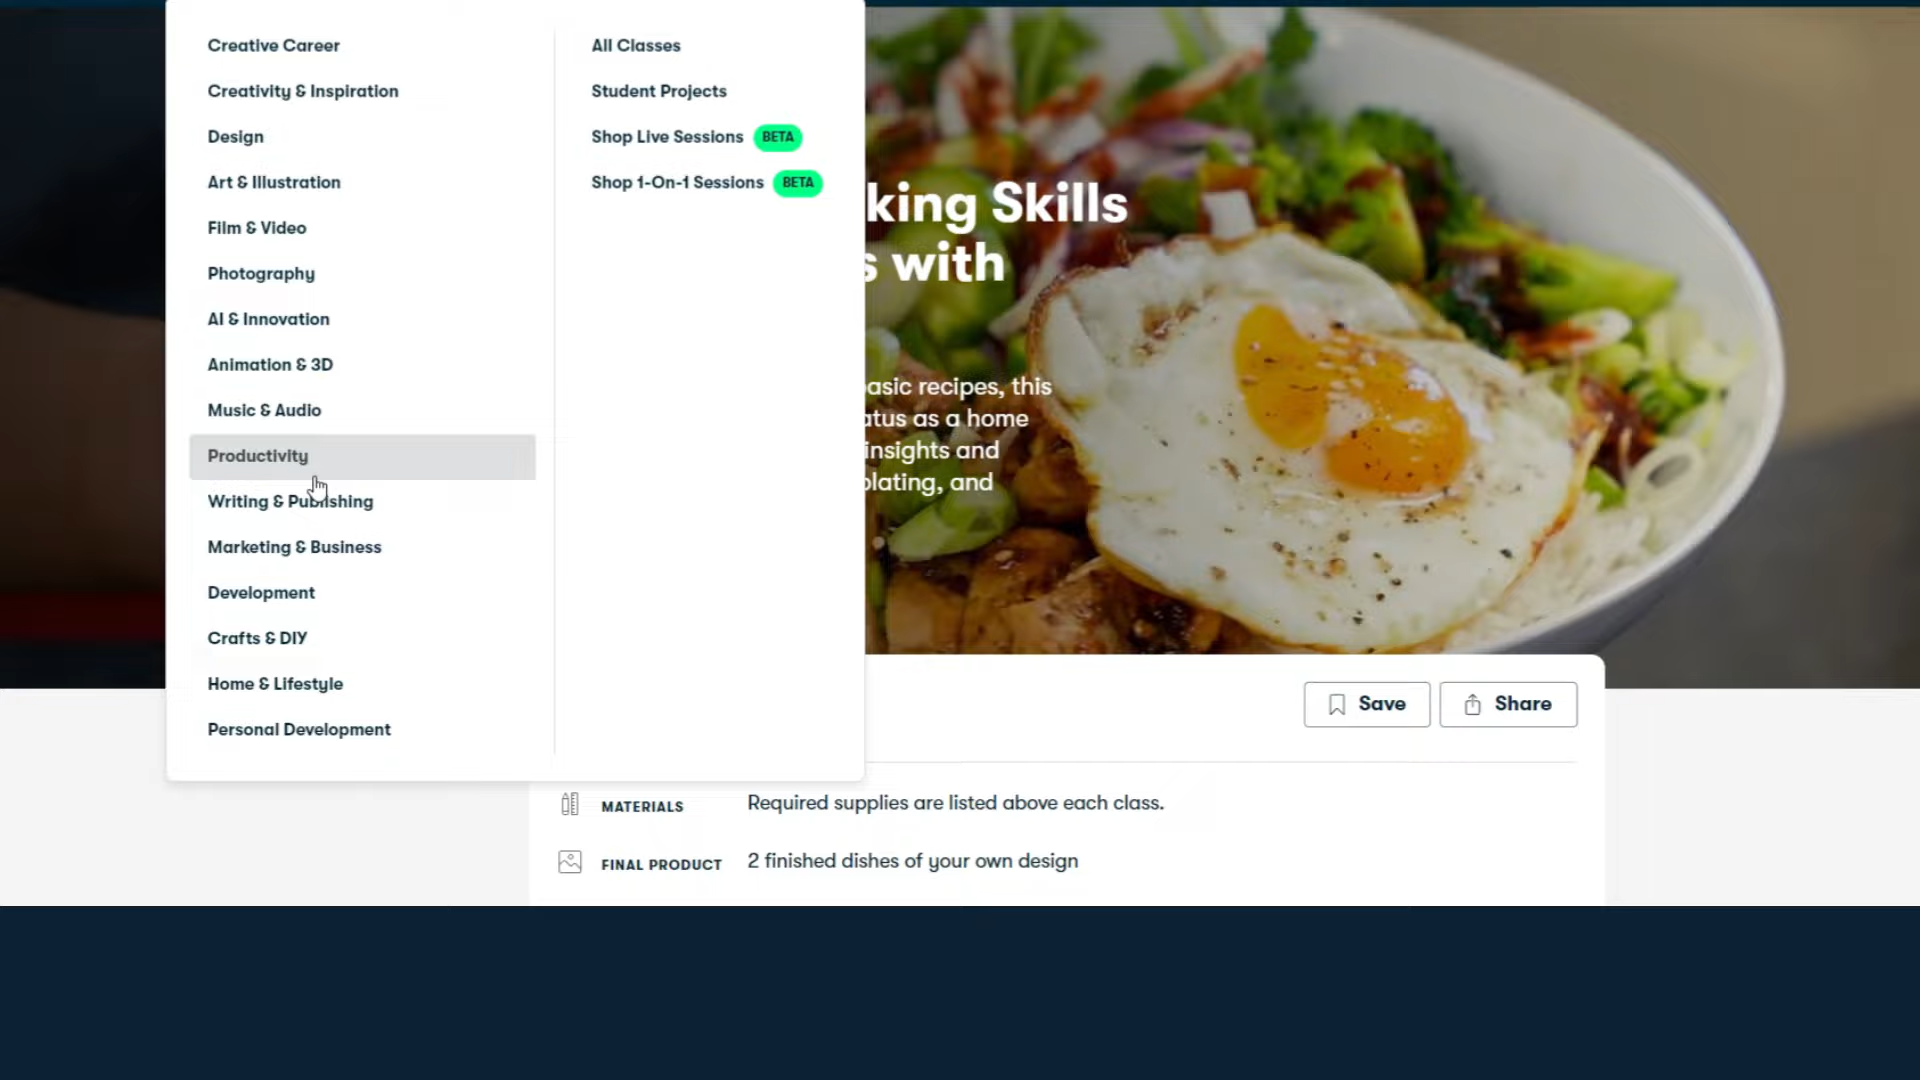 Creative Career
Creativity & Inspiration
Design
Art & Illustration
Film & Video
Photography
AI & Innovation
Animation & 3D
Music & Audio
Productivity
Writing & Publishing
Marketing & Business
Development
Crafts & DIY
Home & Lifestyle
Personal Development
All Classes
Student Projects
Shop Live Sessions BETA
Shop 1-On-1 Sessions BETA
king Skills
s with
asic recipes, this
atus as a home
insights and
plating, and
Save
Share
MATERIALS Required supplies are listed above each class.
FINAL PRODUCT 2 finished dishes of your own design